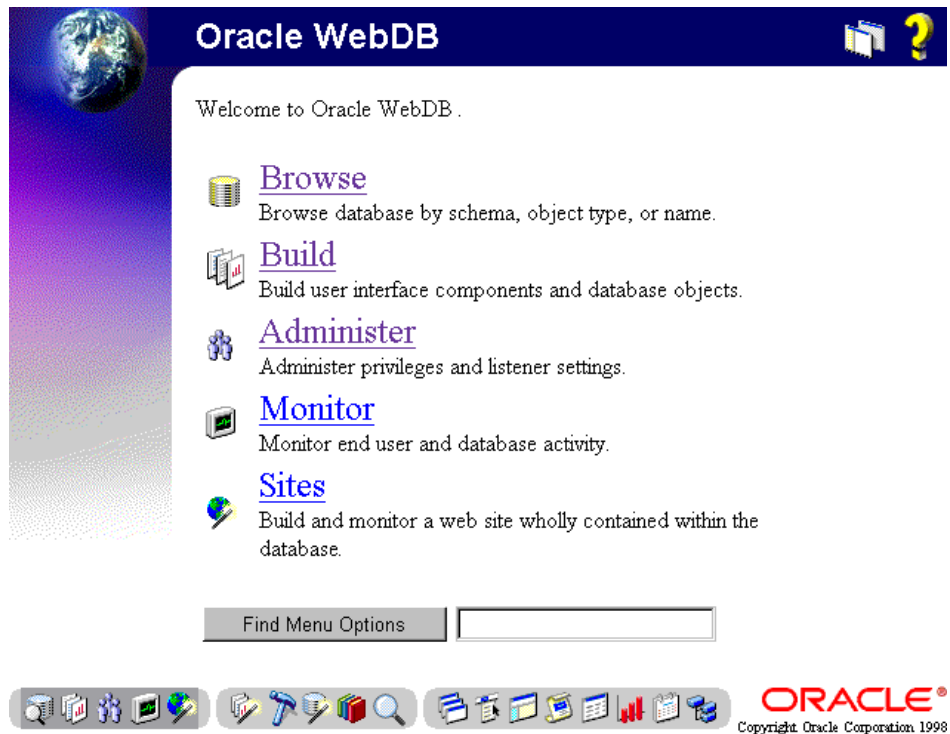 Oracle WebDB
Welcome to Oracle WebDB .
Browse
Browse database by schema, object type, or name.
Build
Build user interface components and database objects.
Administer
Administer privileges and listener settings.
Monitor
Monitor end user and database activity.
Sites
Build and monitor a web site wholly contained within the
database.
Find Menu Options
ORACLE®
Copyright Oracle Corporation 1998